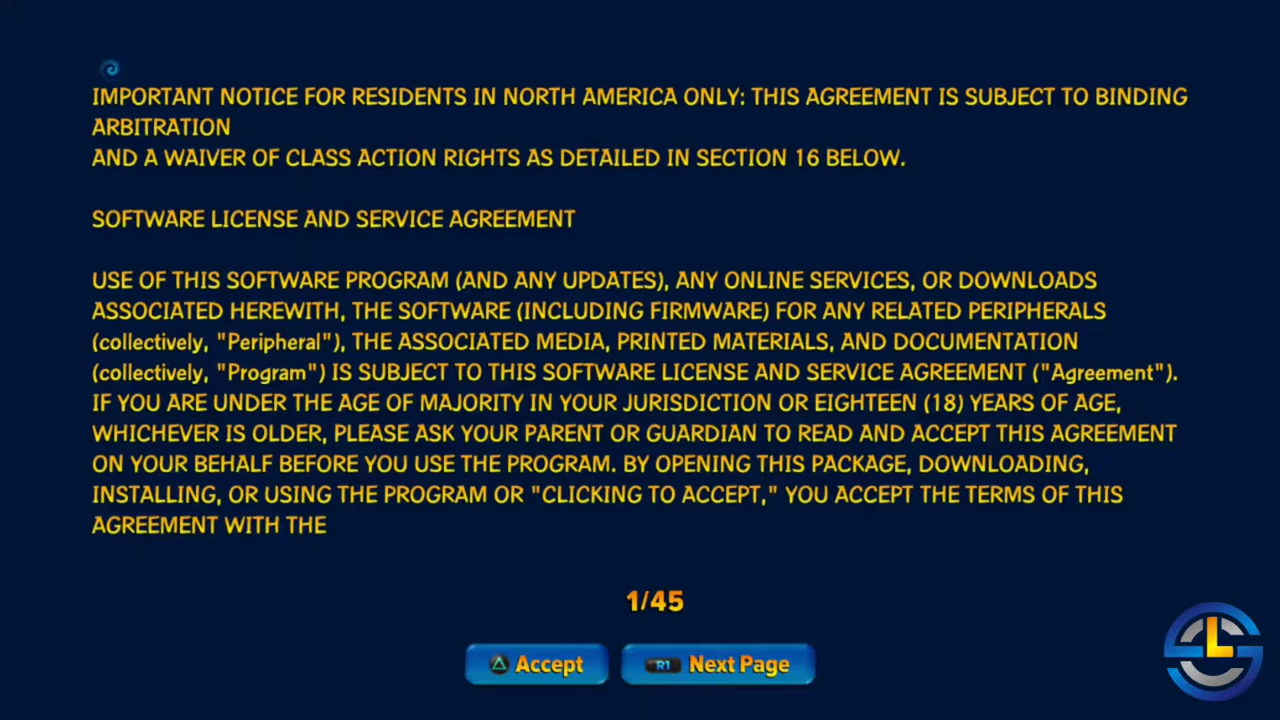 IMPORTANT NOTICE FOR RESIDENTS IN NORTH AMERICA ONLY: THIS AGREEMENT IS SUBJECT TO BINDING
ARBITRATION
AND A WAIVER OF CLASS ACTION RIGHTS AS DETAILED IN SECTION 16 BELOW.
SOFTWARE LICENSE AND SERVICE AGREEMENT
USE OF THIS SOFTWARE PROGRAM (AND ANY UPDATES), ANY ONLINE SERVICES, OR DOWNLOADS
ASSOCIATED HEREWITH, THE SOFTWARE (INCLUDING FIRMWARE) FOR ANY RELATED PERIPHERALS
(collectively, "Peripheral"), THE ASSOCIATED MEDIA, PRINTED MATERIALS, AND DOCUMENTATION
(collectively, "Program") IS SUBJECT TO THIS SOFTWARE LICENSE AND SERVICE AGREEMENT ("Agreement").
IF YOU ARE UNDER THE AGE OF MAJORITY IN YOUR JURISDICTION OR EIGHTEEN (18) YEARS OF AGE,
WHICHEVER IS OLDER, PLEASE ASK YOUR PARENT OR GUARDIAN TO READ AND ACCEPT THIS AGREEMENT
ON YOUR BEHALF BEFORE YOU USE THE PROGRAM. BY OPENING THIS PACKAGE, DOWNLOADING,
INSTALLING, OR USING THE PROGRAM OR "CLICKING TO ACCEPT," YOU ACCEPT THE TERMS OF THIS
AGREEMENT WITH THE
1/45
Accept
R1 Next Page